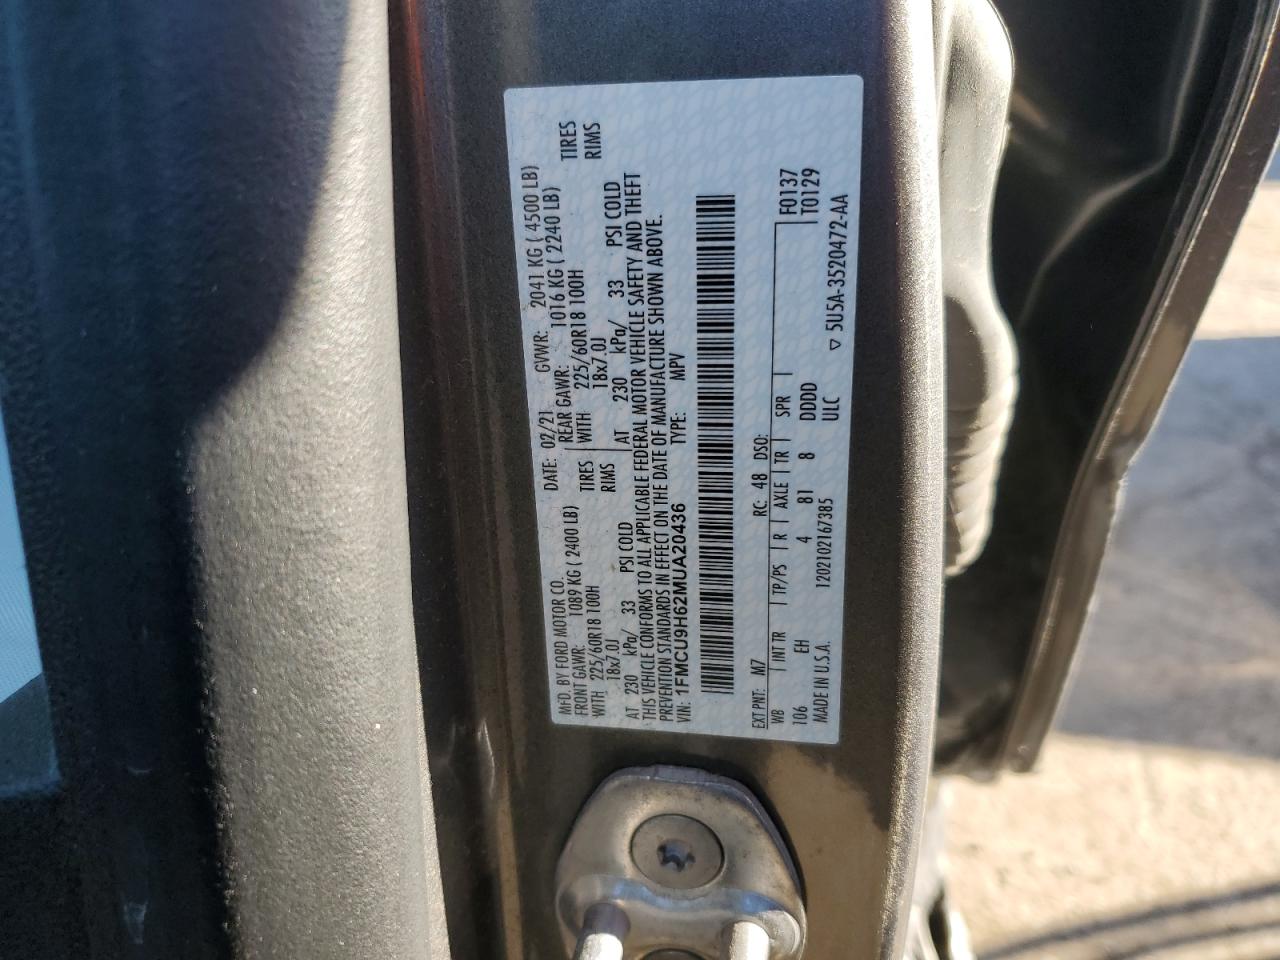 MFD. BY FORD MOTOR CO. DATE: 02/21 GVWR: 2041 KG ( 4500 LB)
FRONT GAWR: 1089 KG ( 2400 LB) REAR GAWR: 1016 KG ( 2240 LB)
WITH 225/60R18 100H TIRES WITH 225/60R18 100H TIRES
18x7.0J RIMS 18x7.0J RIMS
AT 230 kPa/ 33 PSI COLD AT 230 kPa/ 33 PSI COLD
THIS VEHICLE CONFORMS TO ALL APPLICABLE FEDERAL MOTOR VEHICLE SAFETY AND THEFT
PREVENTION STANDARDS IN EFFECT ON THE DATE OF MANUFACTURE SHOWN ABOVE.
VIN: 1FMCU9H62MUA20436 TYPE: MPV
EXT PNT: M7 RC: 48 DSO: F0137
WB INT TR TP/PS R AXLE TR SPR T0129
106 EH 4 81 8 DDDD
MADE IN U.S.A. 1202102167385 ULC ▽ 5U5A-3520472-AA